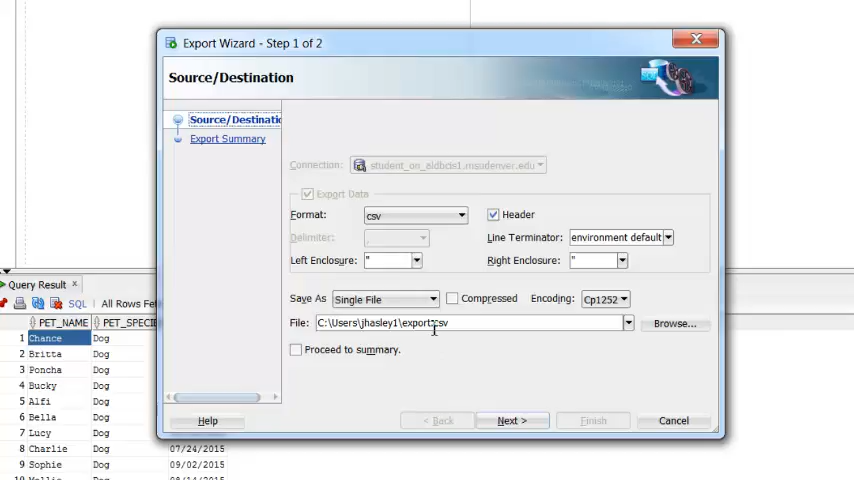 Export Wizard - Step 1 of 2
Source/Destination
Source/Destinatio
Export Summary
Connection: student_on_aldbcis1.msudenver.edu
Export Data
Format: csv Header
Delimiter: , Line Terminator: environment default
Left Enclosure: " Right Enclosure: "
Save As Single File Compressed Encoding: Cp1252
File: C:\Users\jhasley1\export.csv Browse...
Proceed to summary.
Help < Back Next > Finish Cancel
Query Result
SQL All Rows Fet
PET_NAME PET_SPECI
1 Chance Dog
2 Britta Dog
3 Poncha Dog
4 Bucky Dog
5 Alfi Dog
6 Bella Dog
7 Lucy Dog
8 Charlie Dog 07/24/2015
9 Sophie Dog 09/02/2015